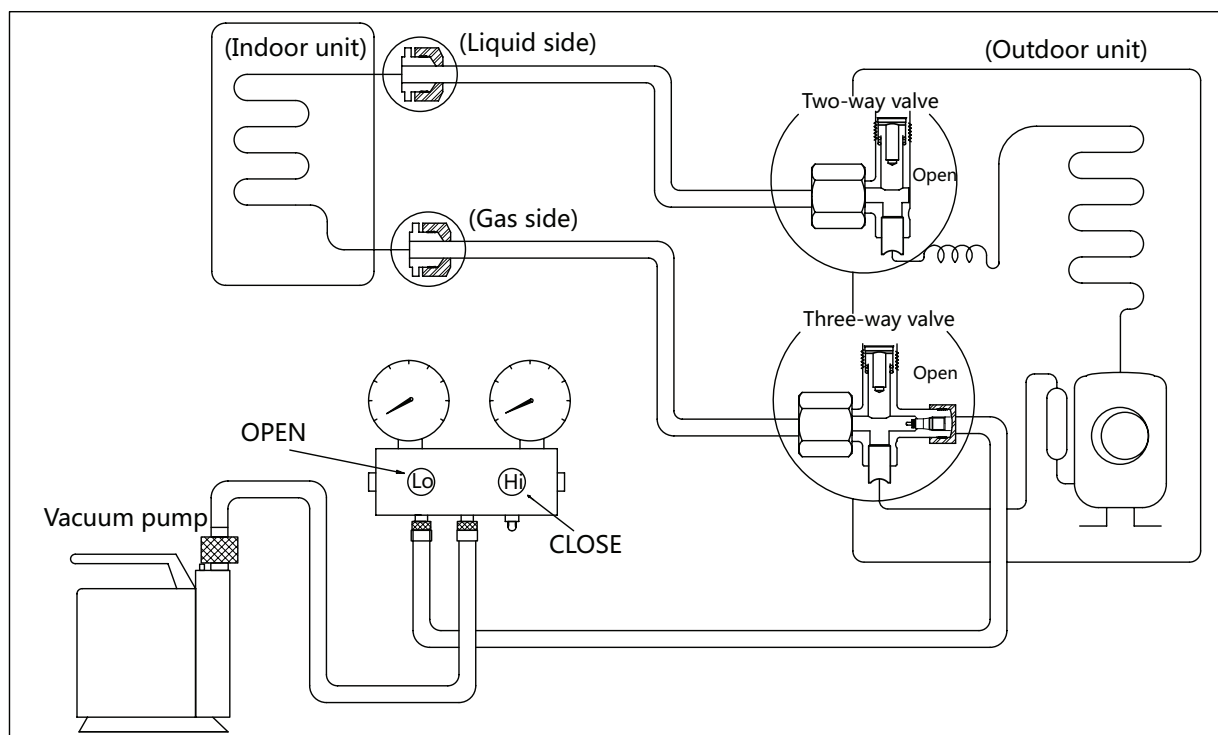 (Indoor unit)
(Liquid side)
(Outdoor unit)
Two-way valve
Open
(Gas side)
Three-way valve
Open
OPEN
Lo
Hi
CLOSE
Vacuum pump